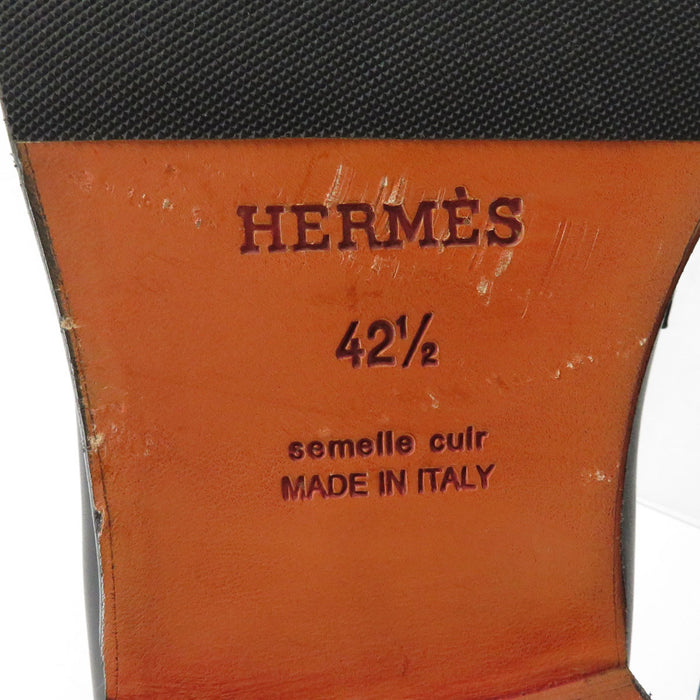 HERMÈS
42½
semelle cuir
MADE IN ITALY